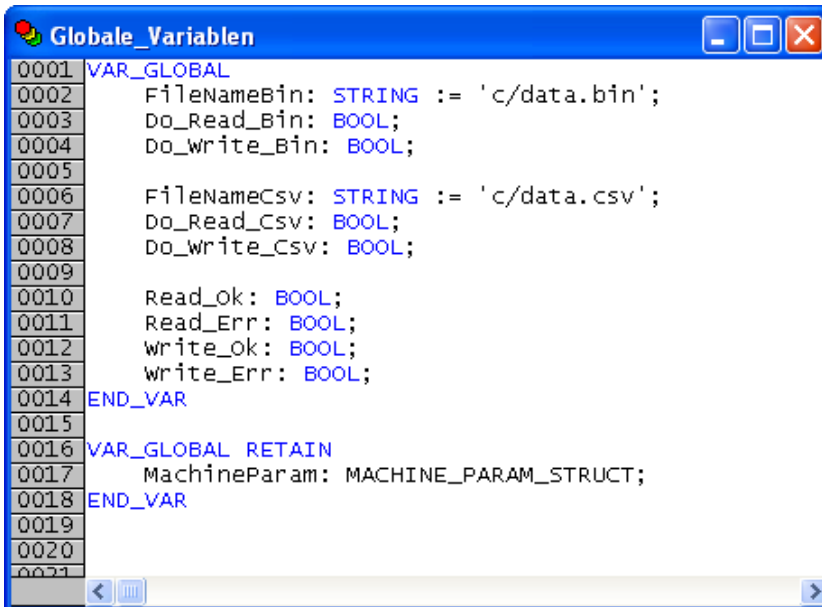 Globale_Variablen
0001 VAR_GLOBAL
0002 FileNameBin: STRING := 'c/data.bin';
0003 Do_Read_Bin: BOOL;
0004 Do_Write_Bin: BOOL;
0005
0006 FileNameCsv: STRING := 'c/data.csv';
0007 Do_Read_Csv: BOOL;
0008 Do_Write_Csv: BOOL;
0009
0010 Read_Ok: BOOL;
0011 Read_Err: BOOL;
0012 Write_Ok: BOOL;
0013 Write_Err: BOOL;
0014 END_VAR
0015
0016 VAR_GLOBAL RETAIN
0017 MachineParam: MACHINE_PARAM_STRUCT;
0018 END_VAR
0019
0020
0021